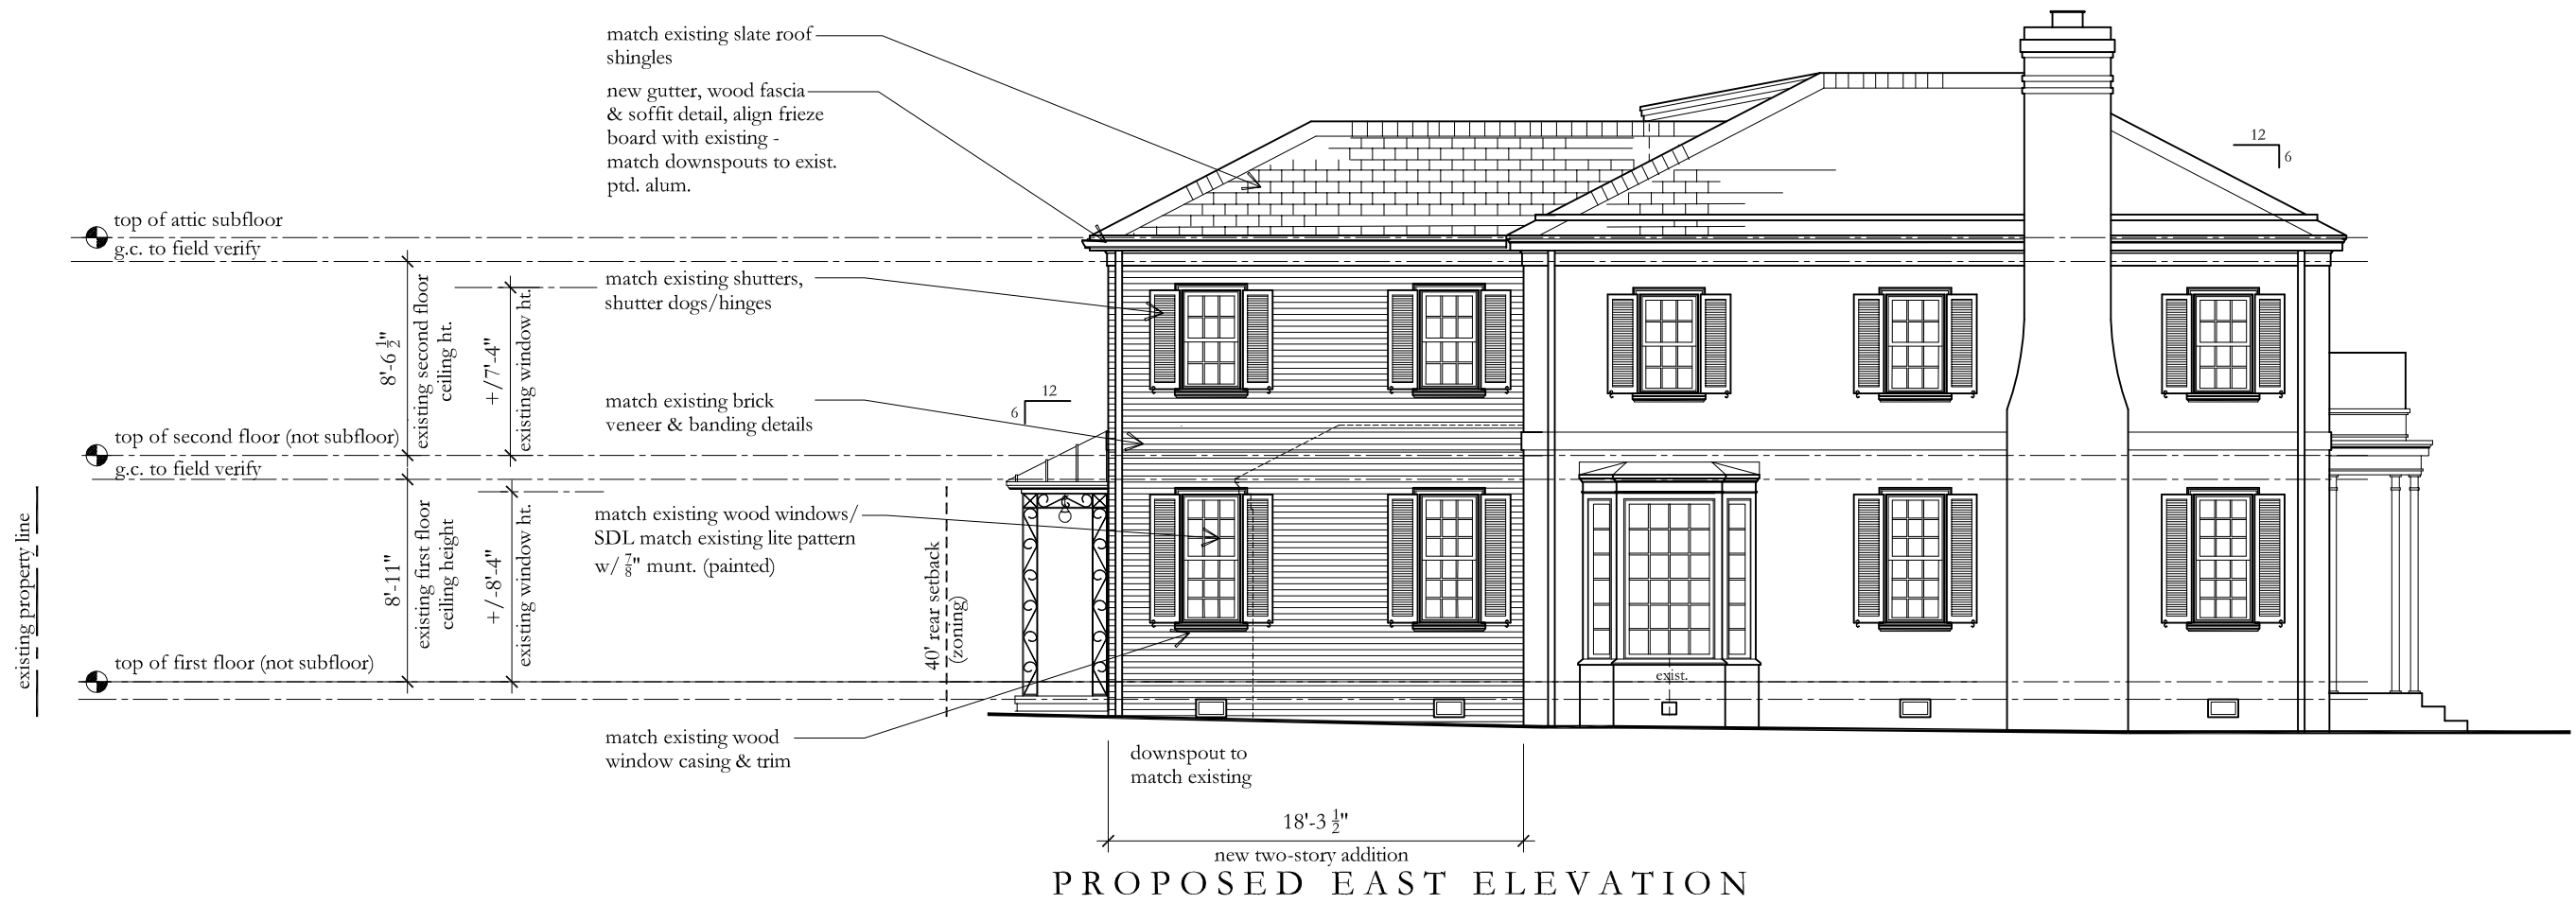 match existing slate roof
shingles
new gutter, wood fascia
& soffit detail, align frieze
board with existing -
match downspouts to exist.
ptd. alum.
12
6
top of attic subfloor
g.c. to field verify
match existing shutters,
shutter dogs/hinges
8'-6 1/2"
existing second floor
ceiling ht.
+/7'-4"
existing window ht.
12
6
match existing brick
veneer & banding details
top of second floor (not subfloor)
g.c. to field verify
existing property line
8'-11"
existing first floor
ceiling height
+/-8'-4"
existing window ht.
match existing wood windows/
SDL match existing lite pattern
w/ 7/8" munt. (painted)
40' rear setback
(zoning)
top of first floor (not subfloor)
exist.
match existing wood
window casing & trim
downspout to
match existing
18'-3 1/2"
new two-story addition
PROPOSED EAST ELEVATION